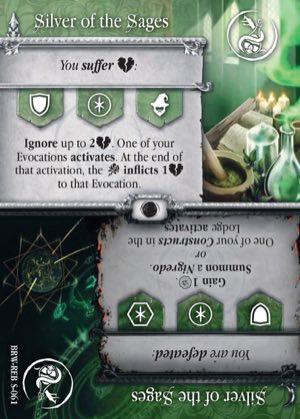 Silver of the Sages
You suffer :
Ignore up to 2 . One of your
Evocations activates. At the end
of that activation, the inflicts 1
to that Evocation.
Silver of the Sages
You are defeated:
Gain 1 .
Summon a Nigredo.
or
One of your Constructs in the
Lodge activates
BRW-REB S-061